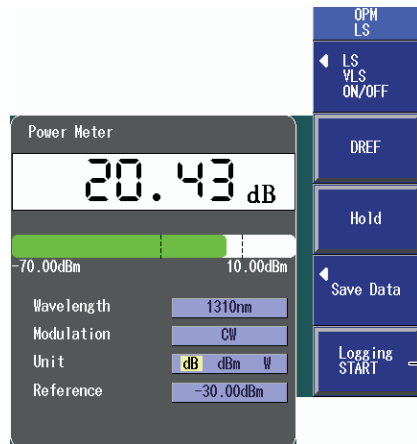 OPM
LS
LS
VLS
ON/OFF
DREF
Hold
Save Data
Logging
START
Power Meter
20.43 dB
-70.00dBm 10.00dBm
Wavelength 1310nm
Modulation CW
Unit dB dBm W
Reference -30.00dBm